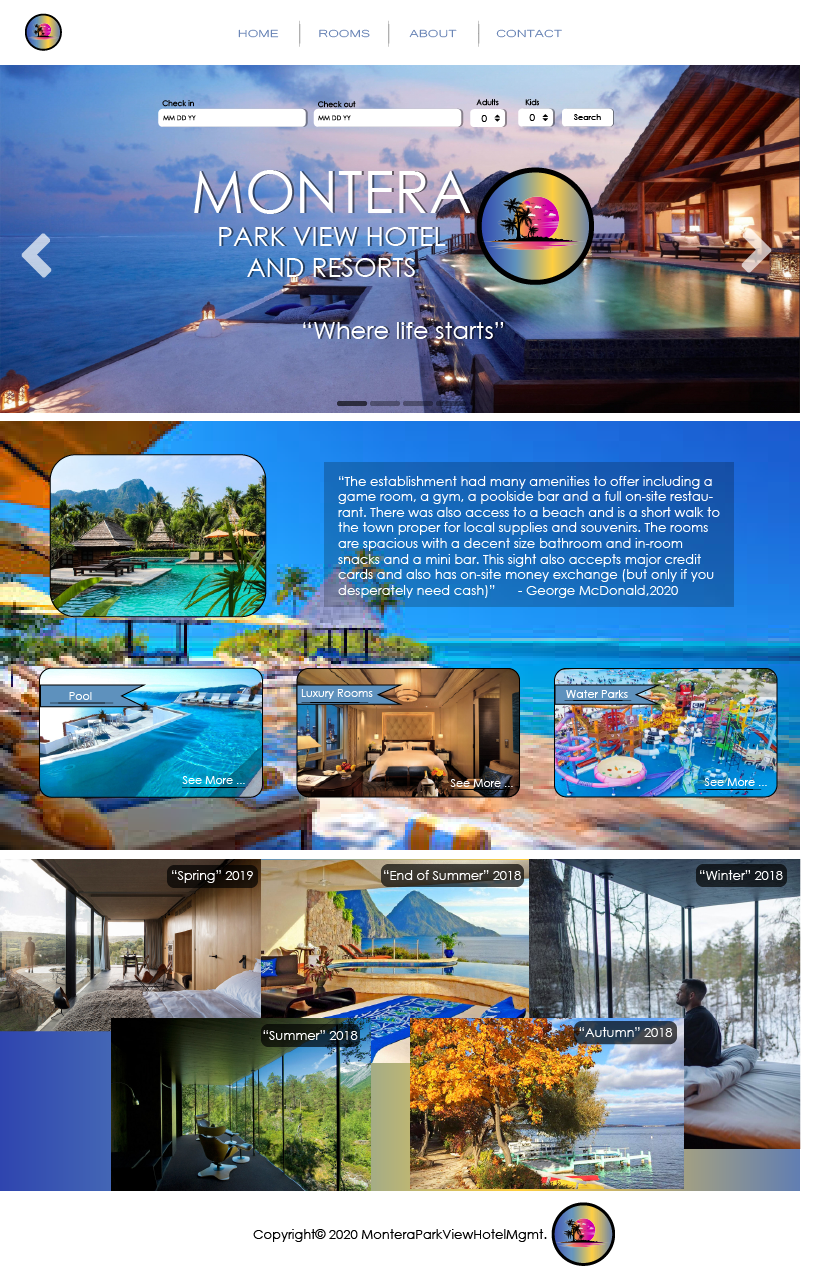 HOME ROOMS ABOUT CONTACT
Check in Check out Adults Kids
MM DD YY MM DD YY 0 0 Search
MONTERA
PARK VIEW HOTEL
AND RESORTS
“Where life starts”
“The establishment had many amenities to offer including a
game room, a gym, a poolside bar and a full on-site restau-
rant. There was also access to a beach and is a short walk to
the town proper for local supplies and souvenirs. The rooms
are spacious with a decent size bathroom and in-room
snacks and a mini bar. This sight also accepts major credit
cards and also has on-site money exchange (but only if you
desperately need cash)” - George McDonald,2020
Pool
See More ...
Luxury Rooms
See More ...
Water Parks
See More ...
“Spring” 2019
“End of Summer” 2018
“Winter” 2018
“Summer” 2018
“Autumn” 2018
Copyright© 2020 MonteraParkViewHotelMgmt.